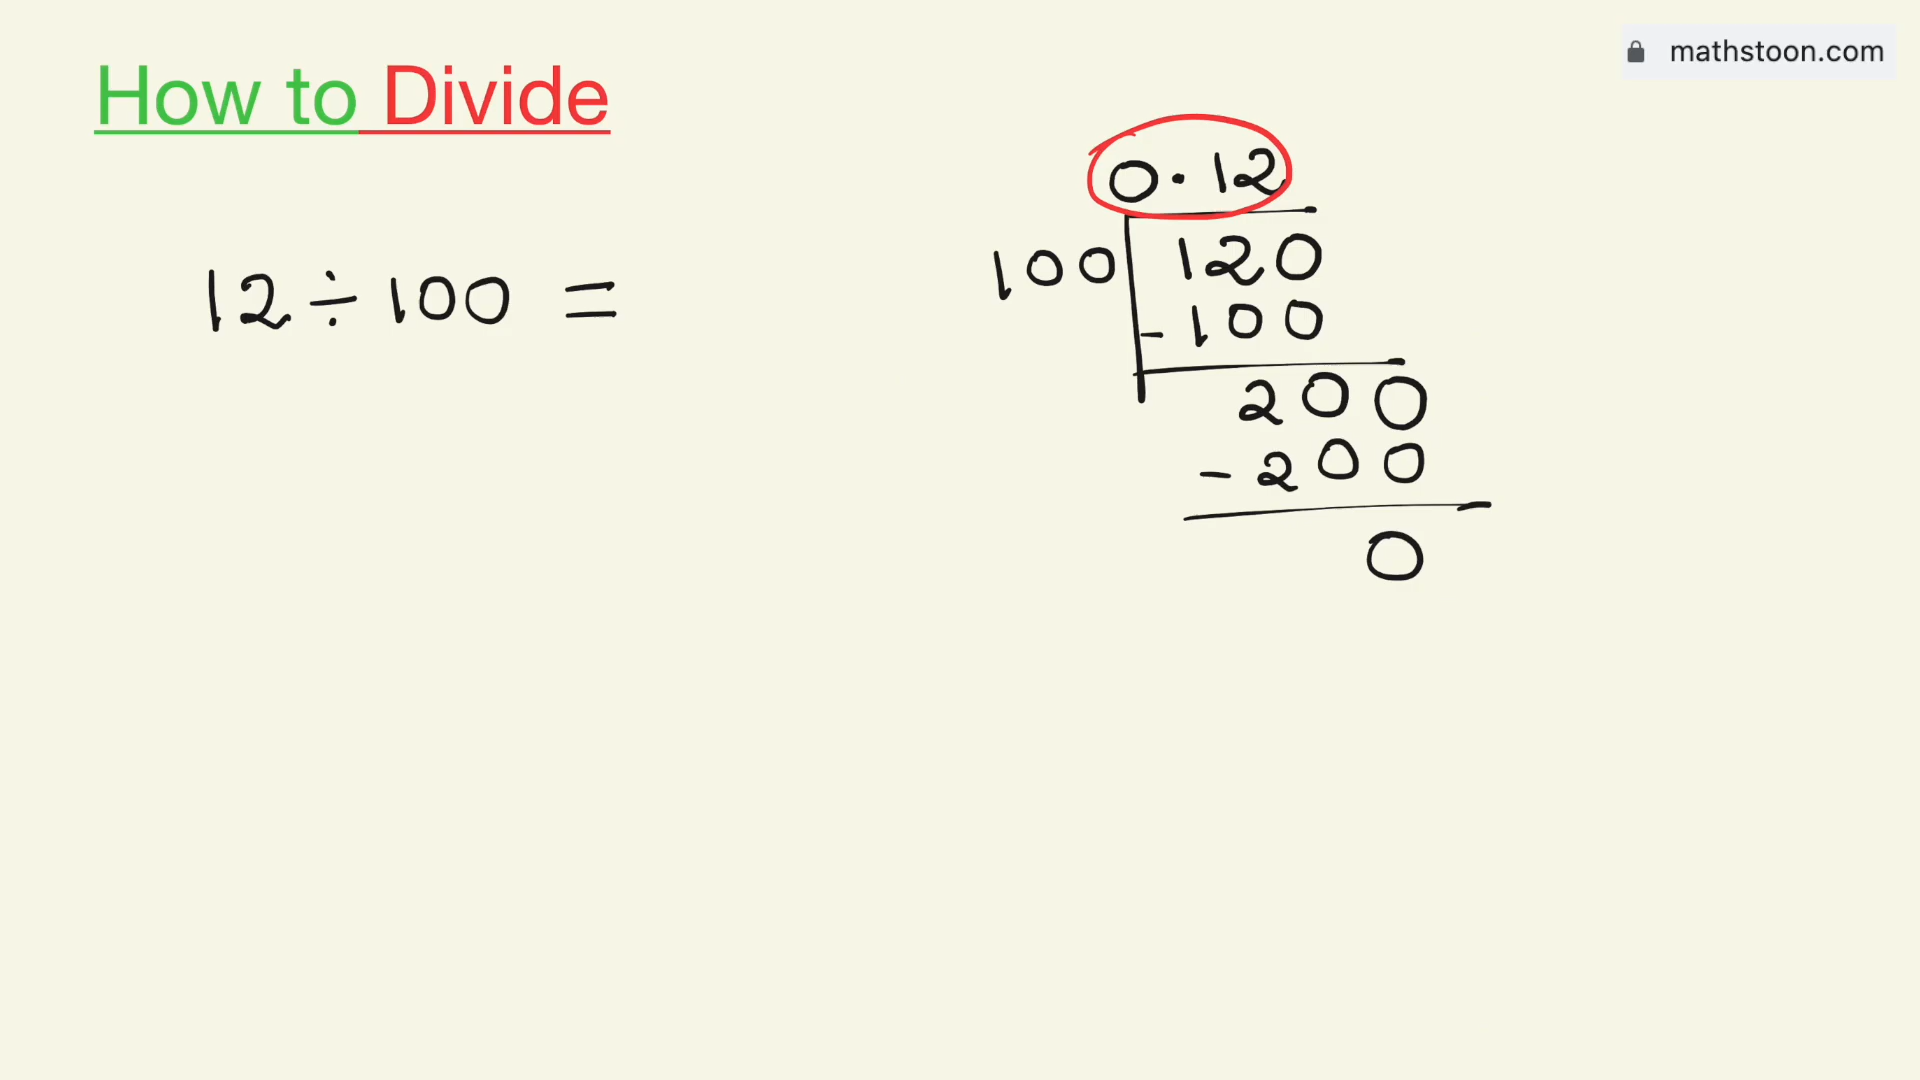 How to Divide
mathstoon.com
12 ÷ 100 =
0.12
100 120
- 100
200
- 200
0